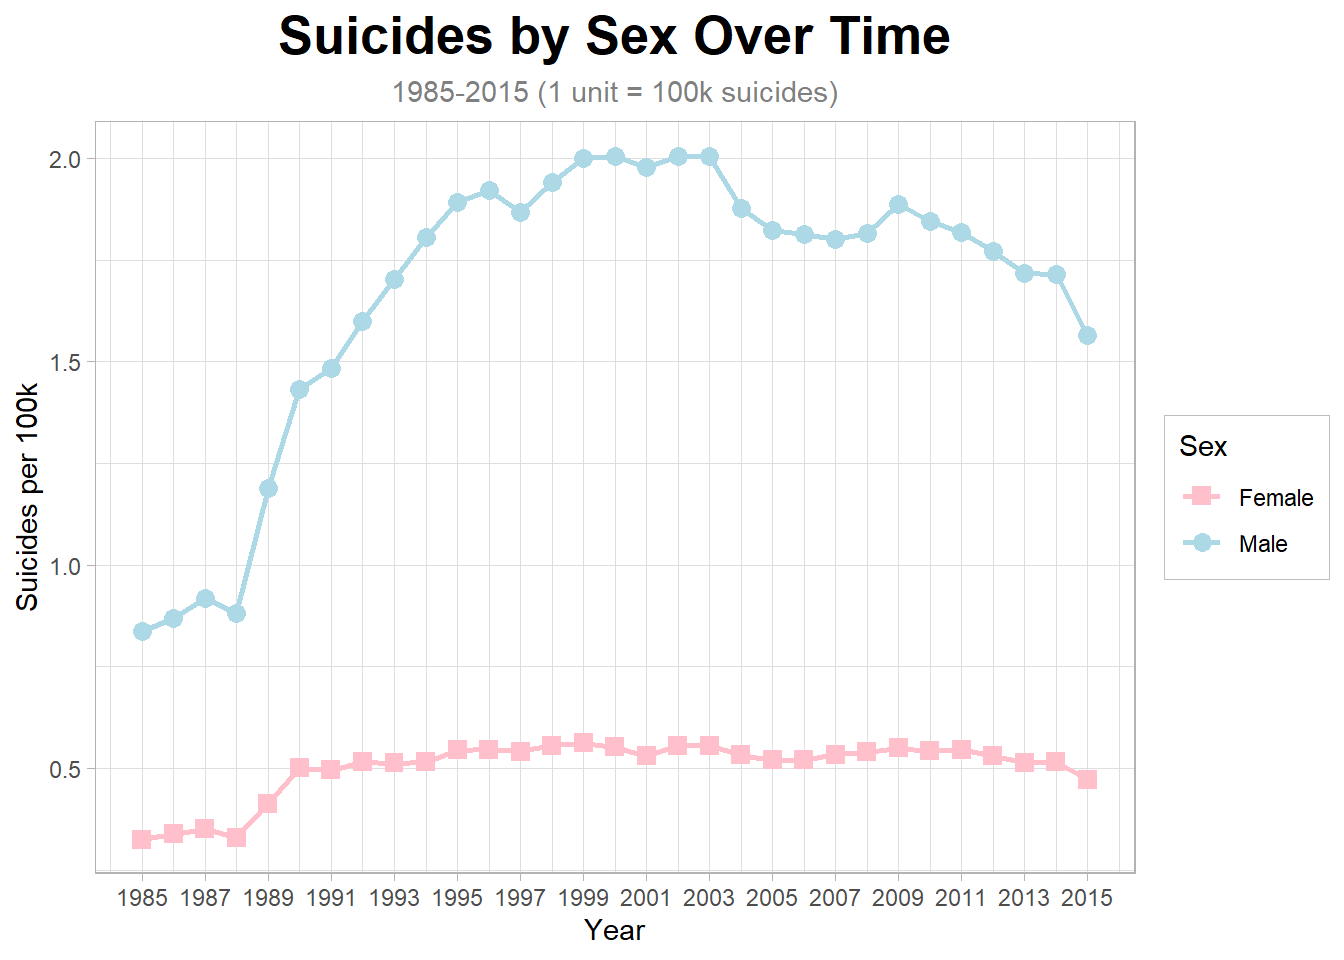 Suicides by Sex Over Time
1985-2015 (1 unit = 100k suicides)
Suicides per 100k
2.0
1.5
1.0
0.5
1985 1987 1989 1991 1993 1995 1997 1999 2001 2003 2005 2007 2009 2011 2013 2015
Year
Sex
Female
Male